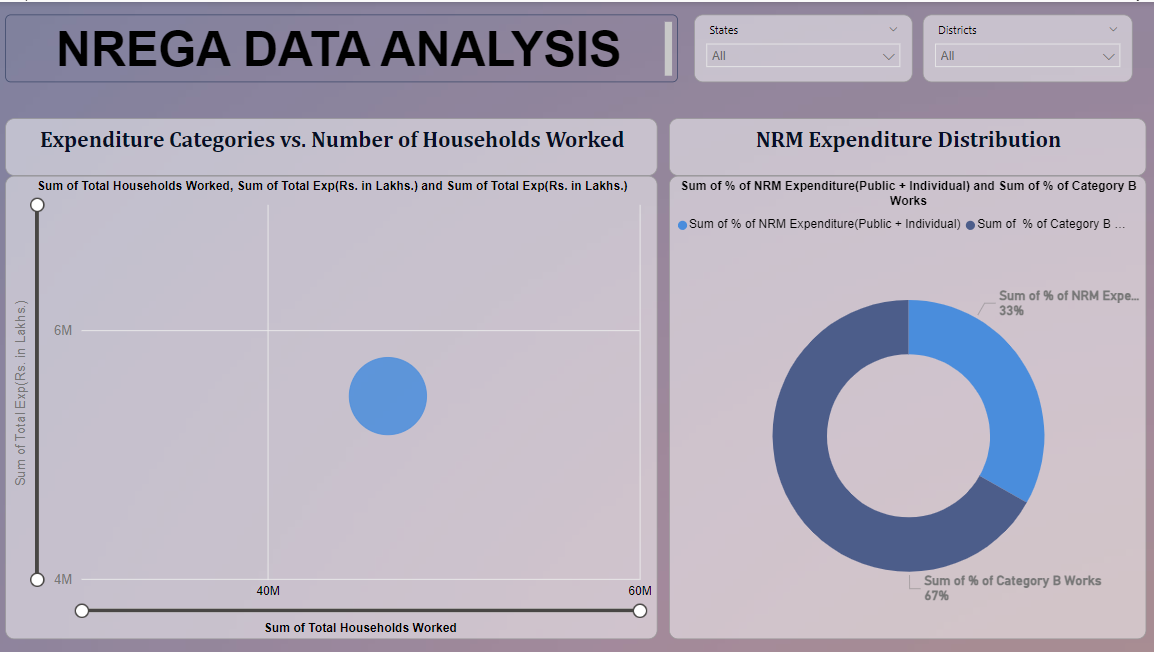 NREGA DATA ANALYSIS
States
All
Districts
All
Expenditure Categories vs. Number of Households Worked
Sum of Total Households Worked, Sum of Total Exp(Rs. in Lakhs.) and Sum of Total Exp(Rs. in Lakhs.)
Sum of Total Exp(Rs. in Lakhs.)
6M
4M
40M
60M
Sum of Total Households Worked
NRM Expenditure Distribution
Sum of % of NRM Expenditure(Public + Individual) and Sum of % of Category B
Works
Sum of % of NRM Expenditure(Public + Individual) Sum of % of Category B ...
Sum of % of NRM Expe...
33%
Sum of % of Category B Works
67%